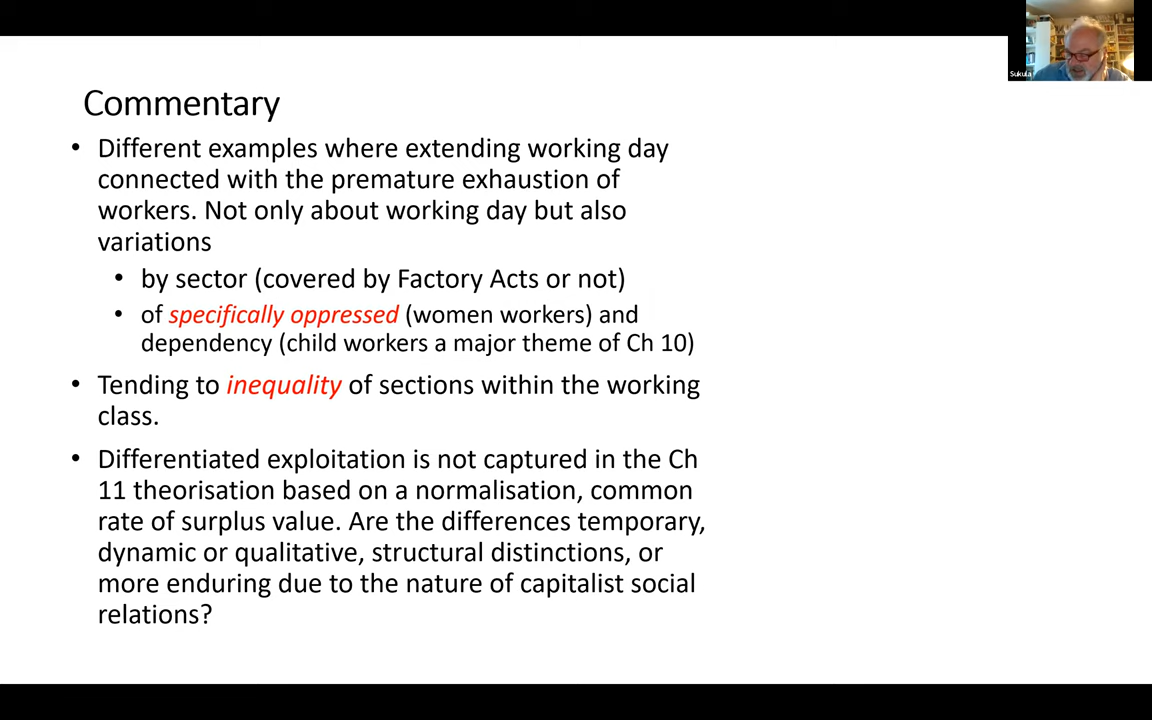 Sukula
Commentary
• Different examples where extending working day
connected with the premature exhaustion of
workers. Not only about working day but also
variations
• by sector (covered by Factory Acts or not)
• of specifically oppressed (women workers) and
dependency (child workers a major theme of Ch 10)
• Tending to inequality of sections within the working
class.
• Differentiated exploitation is not captured in the Ch
11 theorisation based on a normalisation, common
rate of surplus value. Are the differences temporary,
dynamic or qualitative, structural distinctions, or
more enduring due to the nature of capitalist social
relations?